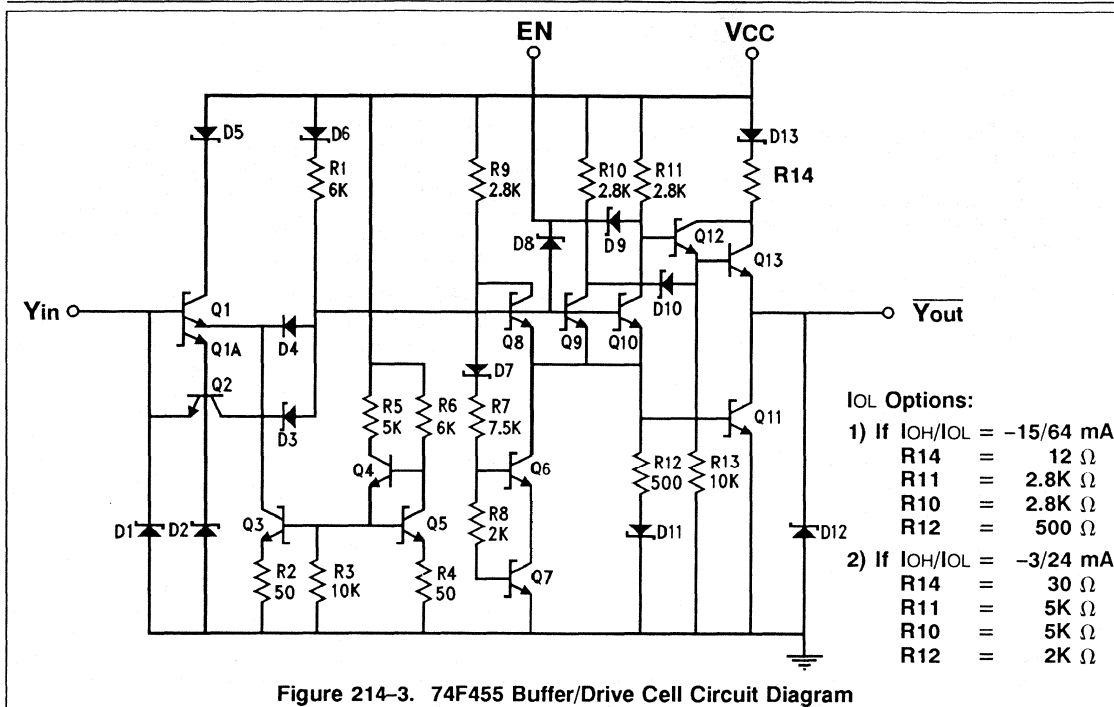 EN
VCC
D5
D6
D13
R1
6K
R9
2.8K
R10
2.8K
R11
2.8K
R14
D8
D9
Q12
Q13
Yin
Q1
Q1A
D4
Q8
Q9
Q10
D10
Yout
Q2
D3
R5
5K
R6
6K
D7
R7
7.5K
Q11
Q4
Q6
R12
500
R13
10K
D1
D2
Q3
Q5
R8
2K
D11
D12
R2
50
R3
10K
R4
50
Q7
IOL Options:
1) If IOH/IOL = -15/64 mA
R14 = 12 Ω
R11 = 2.8K Ω
R10 = 2.8K Ω
R12 = 500 Ω
2) If IOH/IOL = -3/24 mA
R14 = 30 Ω
R11 = 5K Ω
R10 = 5K Ω
R12 = 2K Ω
Figure 214–3. 74F455 Buffer/Drive Cell Circuit Diagram